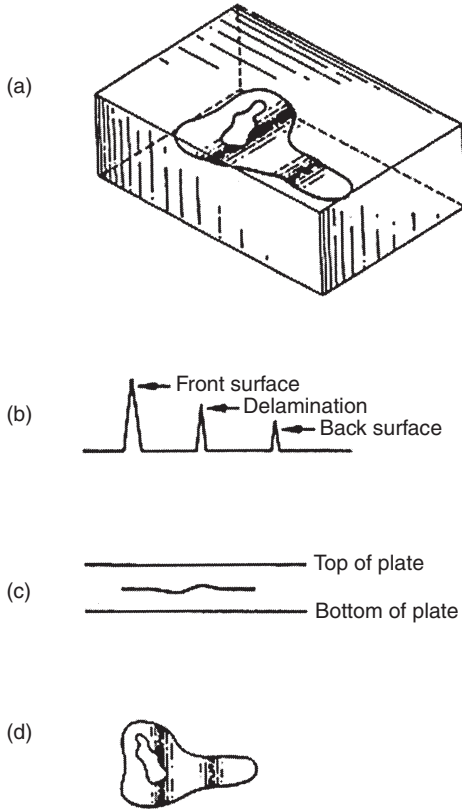 (a)
(b)
Front surface
Delamination
Back surface
(c)
Top of plate
Bottom of plate
(d)